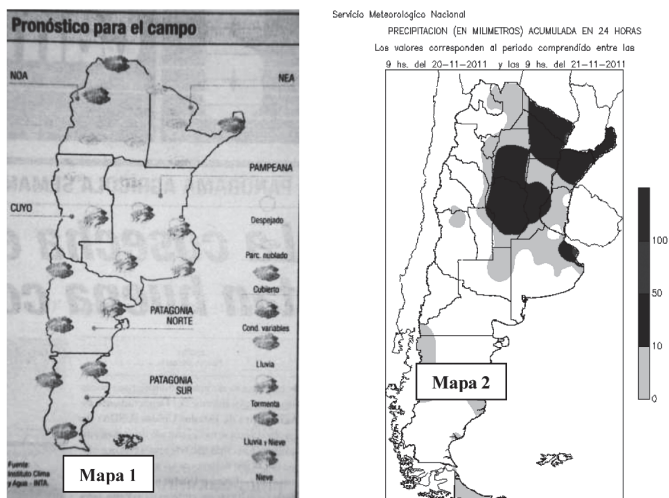 Pronóstico para el campo
NOA
NEA
PAMPEANA
CUYO
Despejado
Parc. nublado
Cubierto
PATAGONIA
NORTE
Cond. variables
Lluvia
PATAGONIA
SUR
Tormenta
Lluvia y Nieve
Nieve
Fuente:
Instituto Clima
y Agua - INTA.
Mapa 1
Servicio Meteorologico Nacional
PRECIPITACION (EN MILIMETROS) ACUMULADA EN 24 HORAS
Los valores corresponden al periodo comprendido entre las
9 hs. del 20-11-2011 y las 9 hs. del 21-11-2011
100
50
10
0
Mapa 2